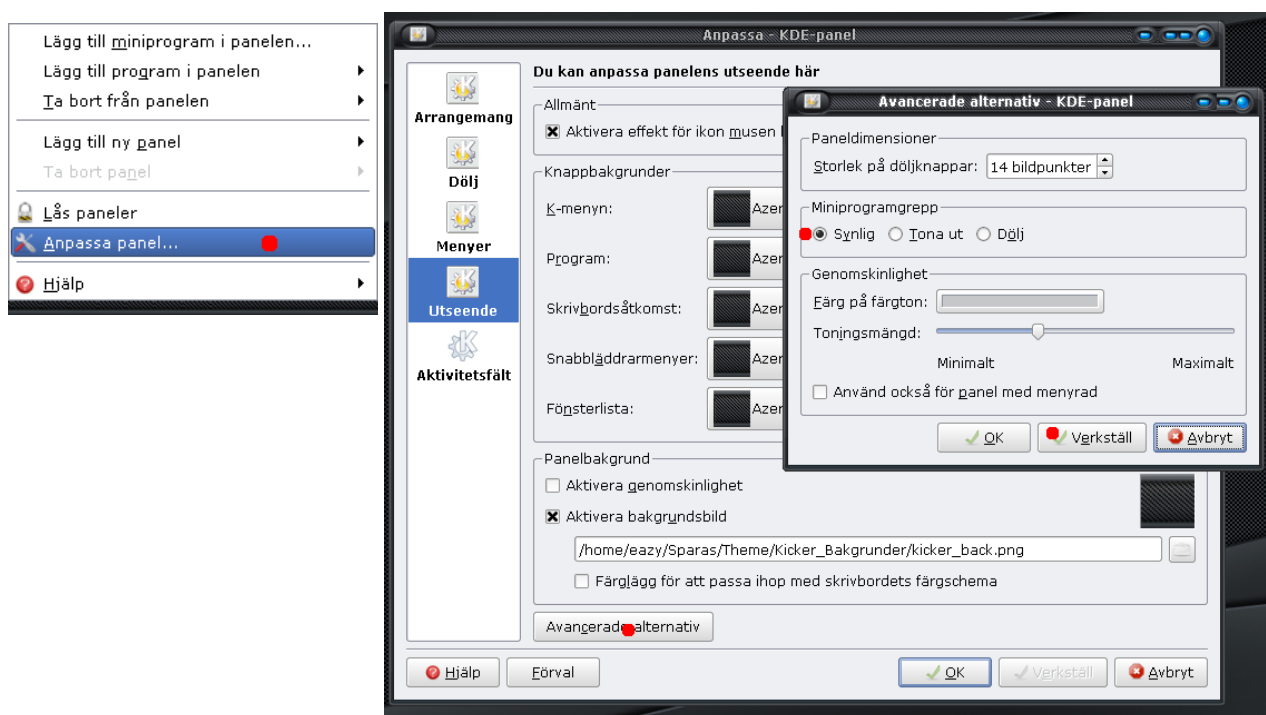 Lägg till miniprogram i panelen...
Lägg till program i panelen
Ta bort från panelen
Lägg till ny panel
Ta bort panel
Lås paneler
Anpassa panel...
Hjälp
Anpassa - KDE-panel
Arrangemang
Dölj
Menyer
Utseende
Aktivitetsfält
Du kan anpassa panelens utseende här
Allmänt
Aktivera effekt för ikon musen
Knappbakgrunder
K-menyn:
Azer
Program:
Azer
Skrivbordsåtkomst:
Azer
Snabbläddrarmenyer:
Azer
Fönsterlista:
Azer
Panelbakgrund
Aktivera genomskinlighet
Aktivera bakgrundsbild
/home/eazy/Sparas/Theme/Kicker_Bakgrunder/kicker_back.png
Färglägg för att passa ihop med skrivbordets färgschema
Avancerade alternativ
Hjälp
Förval
OK
Verkställ
Avbryt
Avancerade alternativ - KDE-panel
Paneldimensioner
Storlek på döljknappar: 14 bildpunkter
Miniprogramgrepp
Synlig Tona ut Dölj
Genomskinlighet
Färg på färgton:
Toningsmängd:
Minimalt Maximalt
Använd också för panel med menyrad
OK Verkställ Avbryt